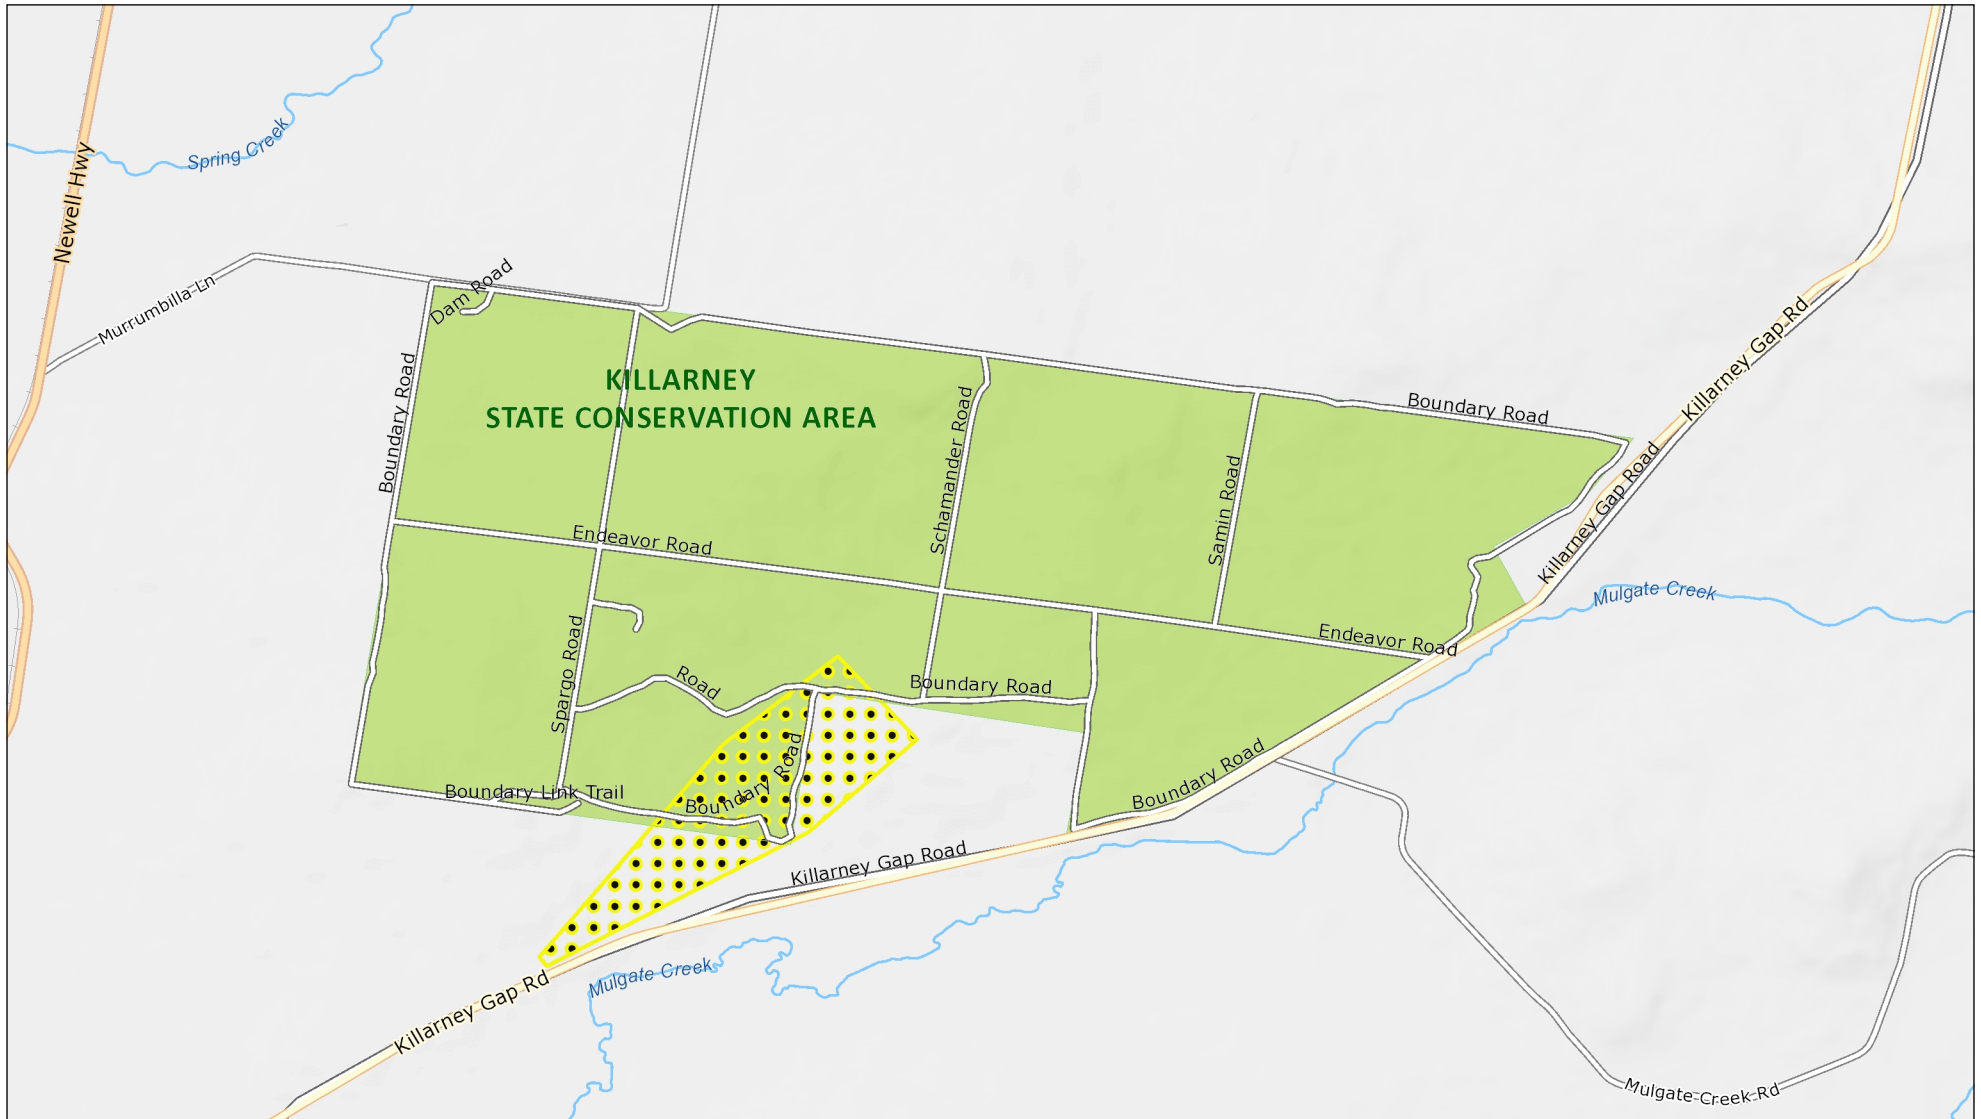 Spring Creek
Newell Hwy
Murrumbilla Ln
Dam Road
Boundary Road
KILLARNEY
STATE CONSERVATION AREA
Schamander Road
Samin Road
Boundary Road
Killarney Gap Rd
Killarney Gap Road
Endeavor Road
Mulgate Creek
Endeavor Road
Spargo Road
Road
Boundary Road
Boundary Road
Boundary Link Trail
Boundary Road
Killarney Gap Road
Mulgate Creek
Killarney Gap Rd
Mulgate Creek Rd